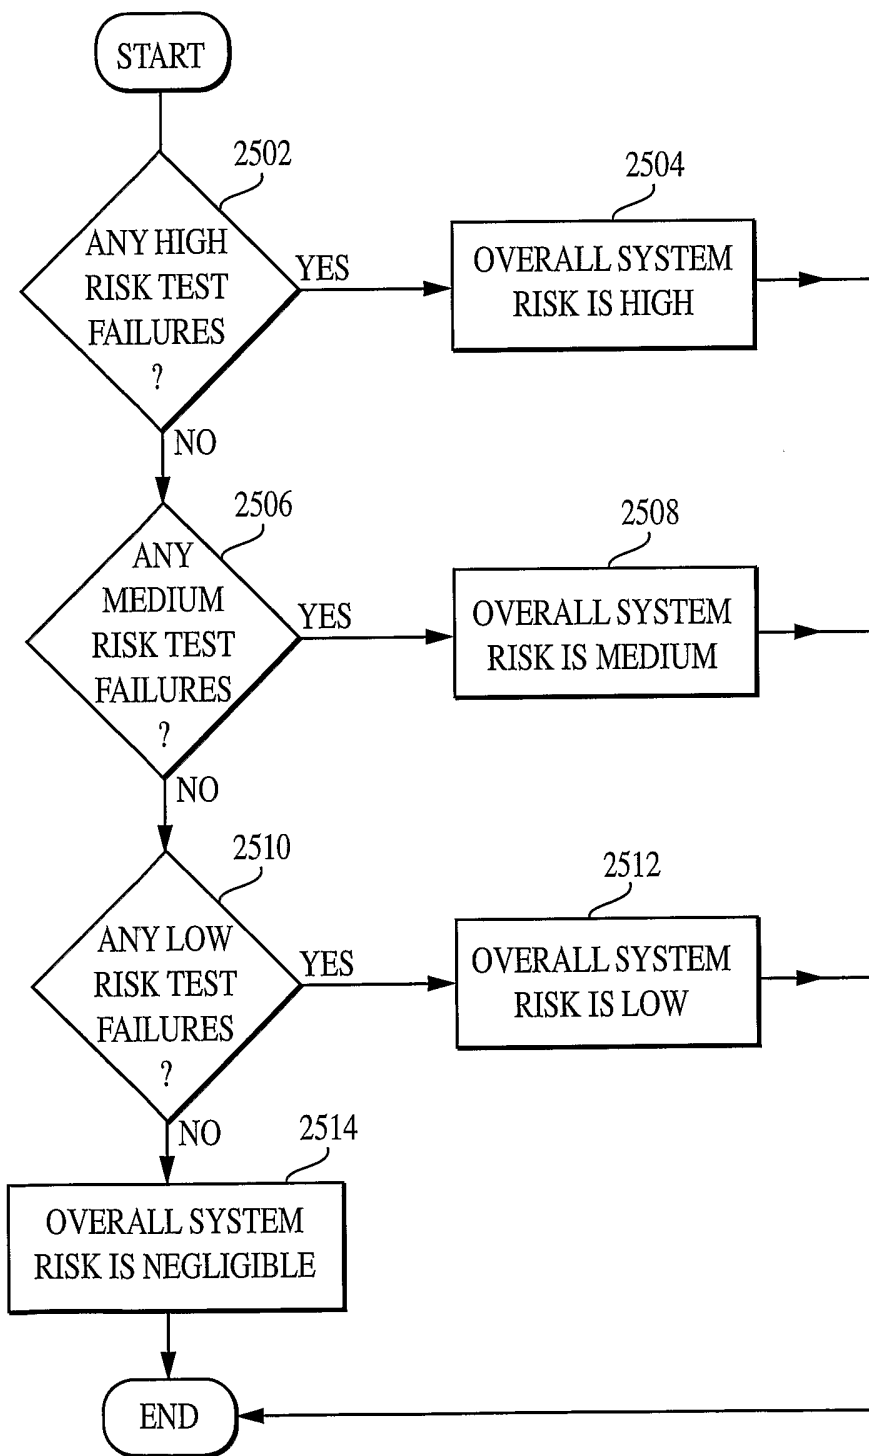 START
2502
ANY HIGH
RISK TEST
FAILURES
?
YES
2504
OVERALL SYSTEM
RISK IS HIGH
NO
2506
ANY
MEDIUM
RISK TEST
FAILURES
?
YES
2508
OVERALL SYSTEM
RISK IS MEDIUM
NO
2510
ANY LOW
RISK TEST
FAILURES
?
YES
2512
OVERALL SYSTEM
RISK IS LOW
NO
2514
OVERALL SYSTEM
RISK IS NEGLIGIBLE
END